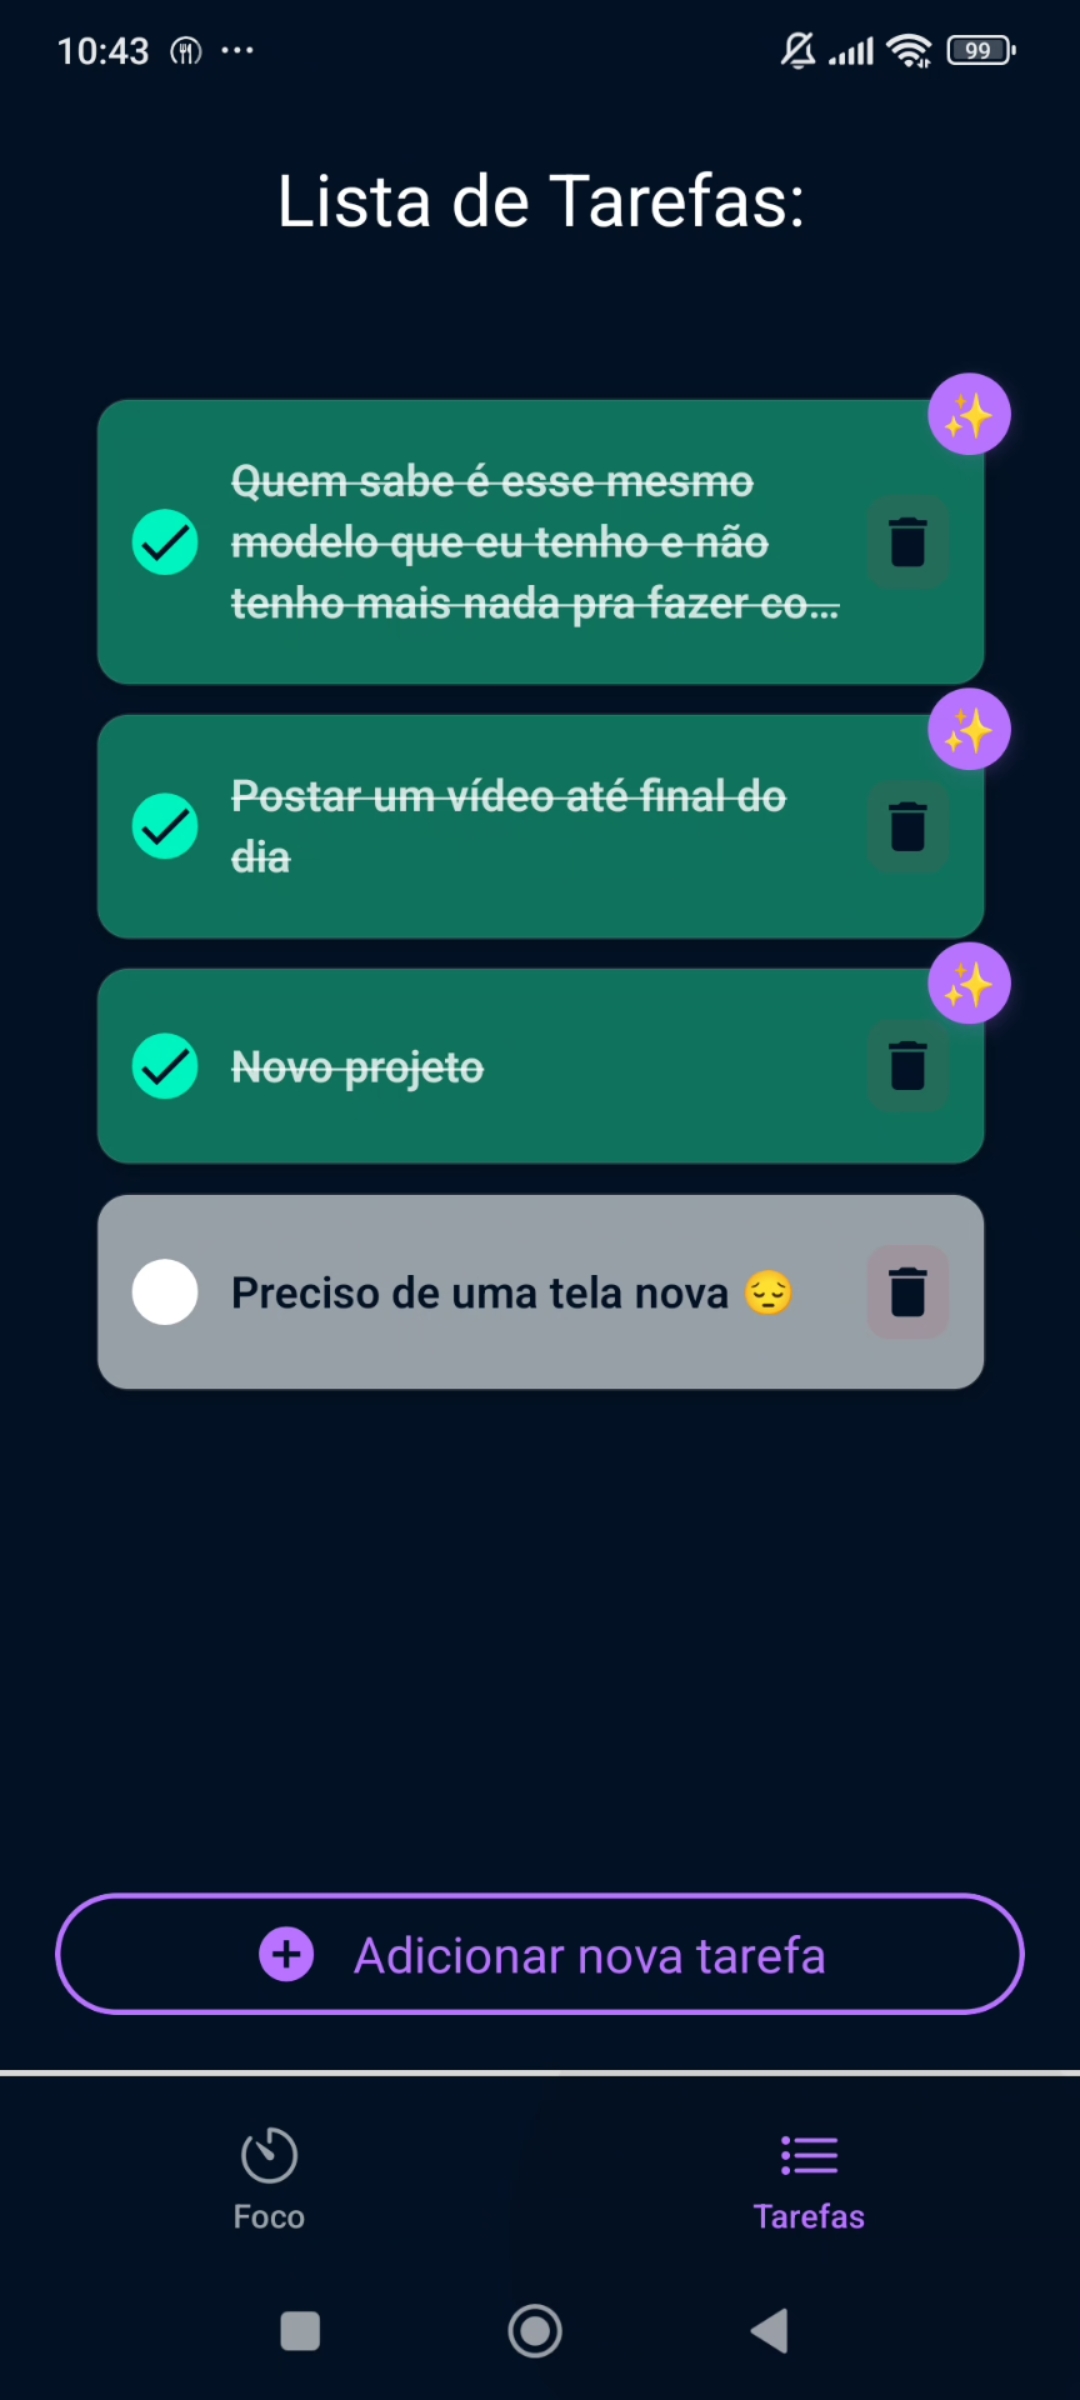 10:43
99
Lista de Tarefas:
Quem sabe é esse mesmo
modelo que eu tenho e não
tenho mais nada pra fazer co...
Postar um vídeo até final do
dia
Novo projeto
Preciso de uma tela nova 😔
Adicionar nova tarefa
Foco
Tarefas